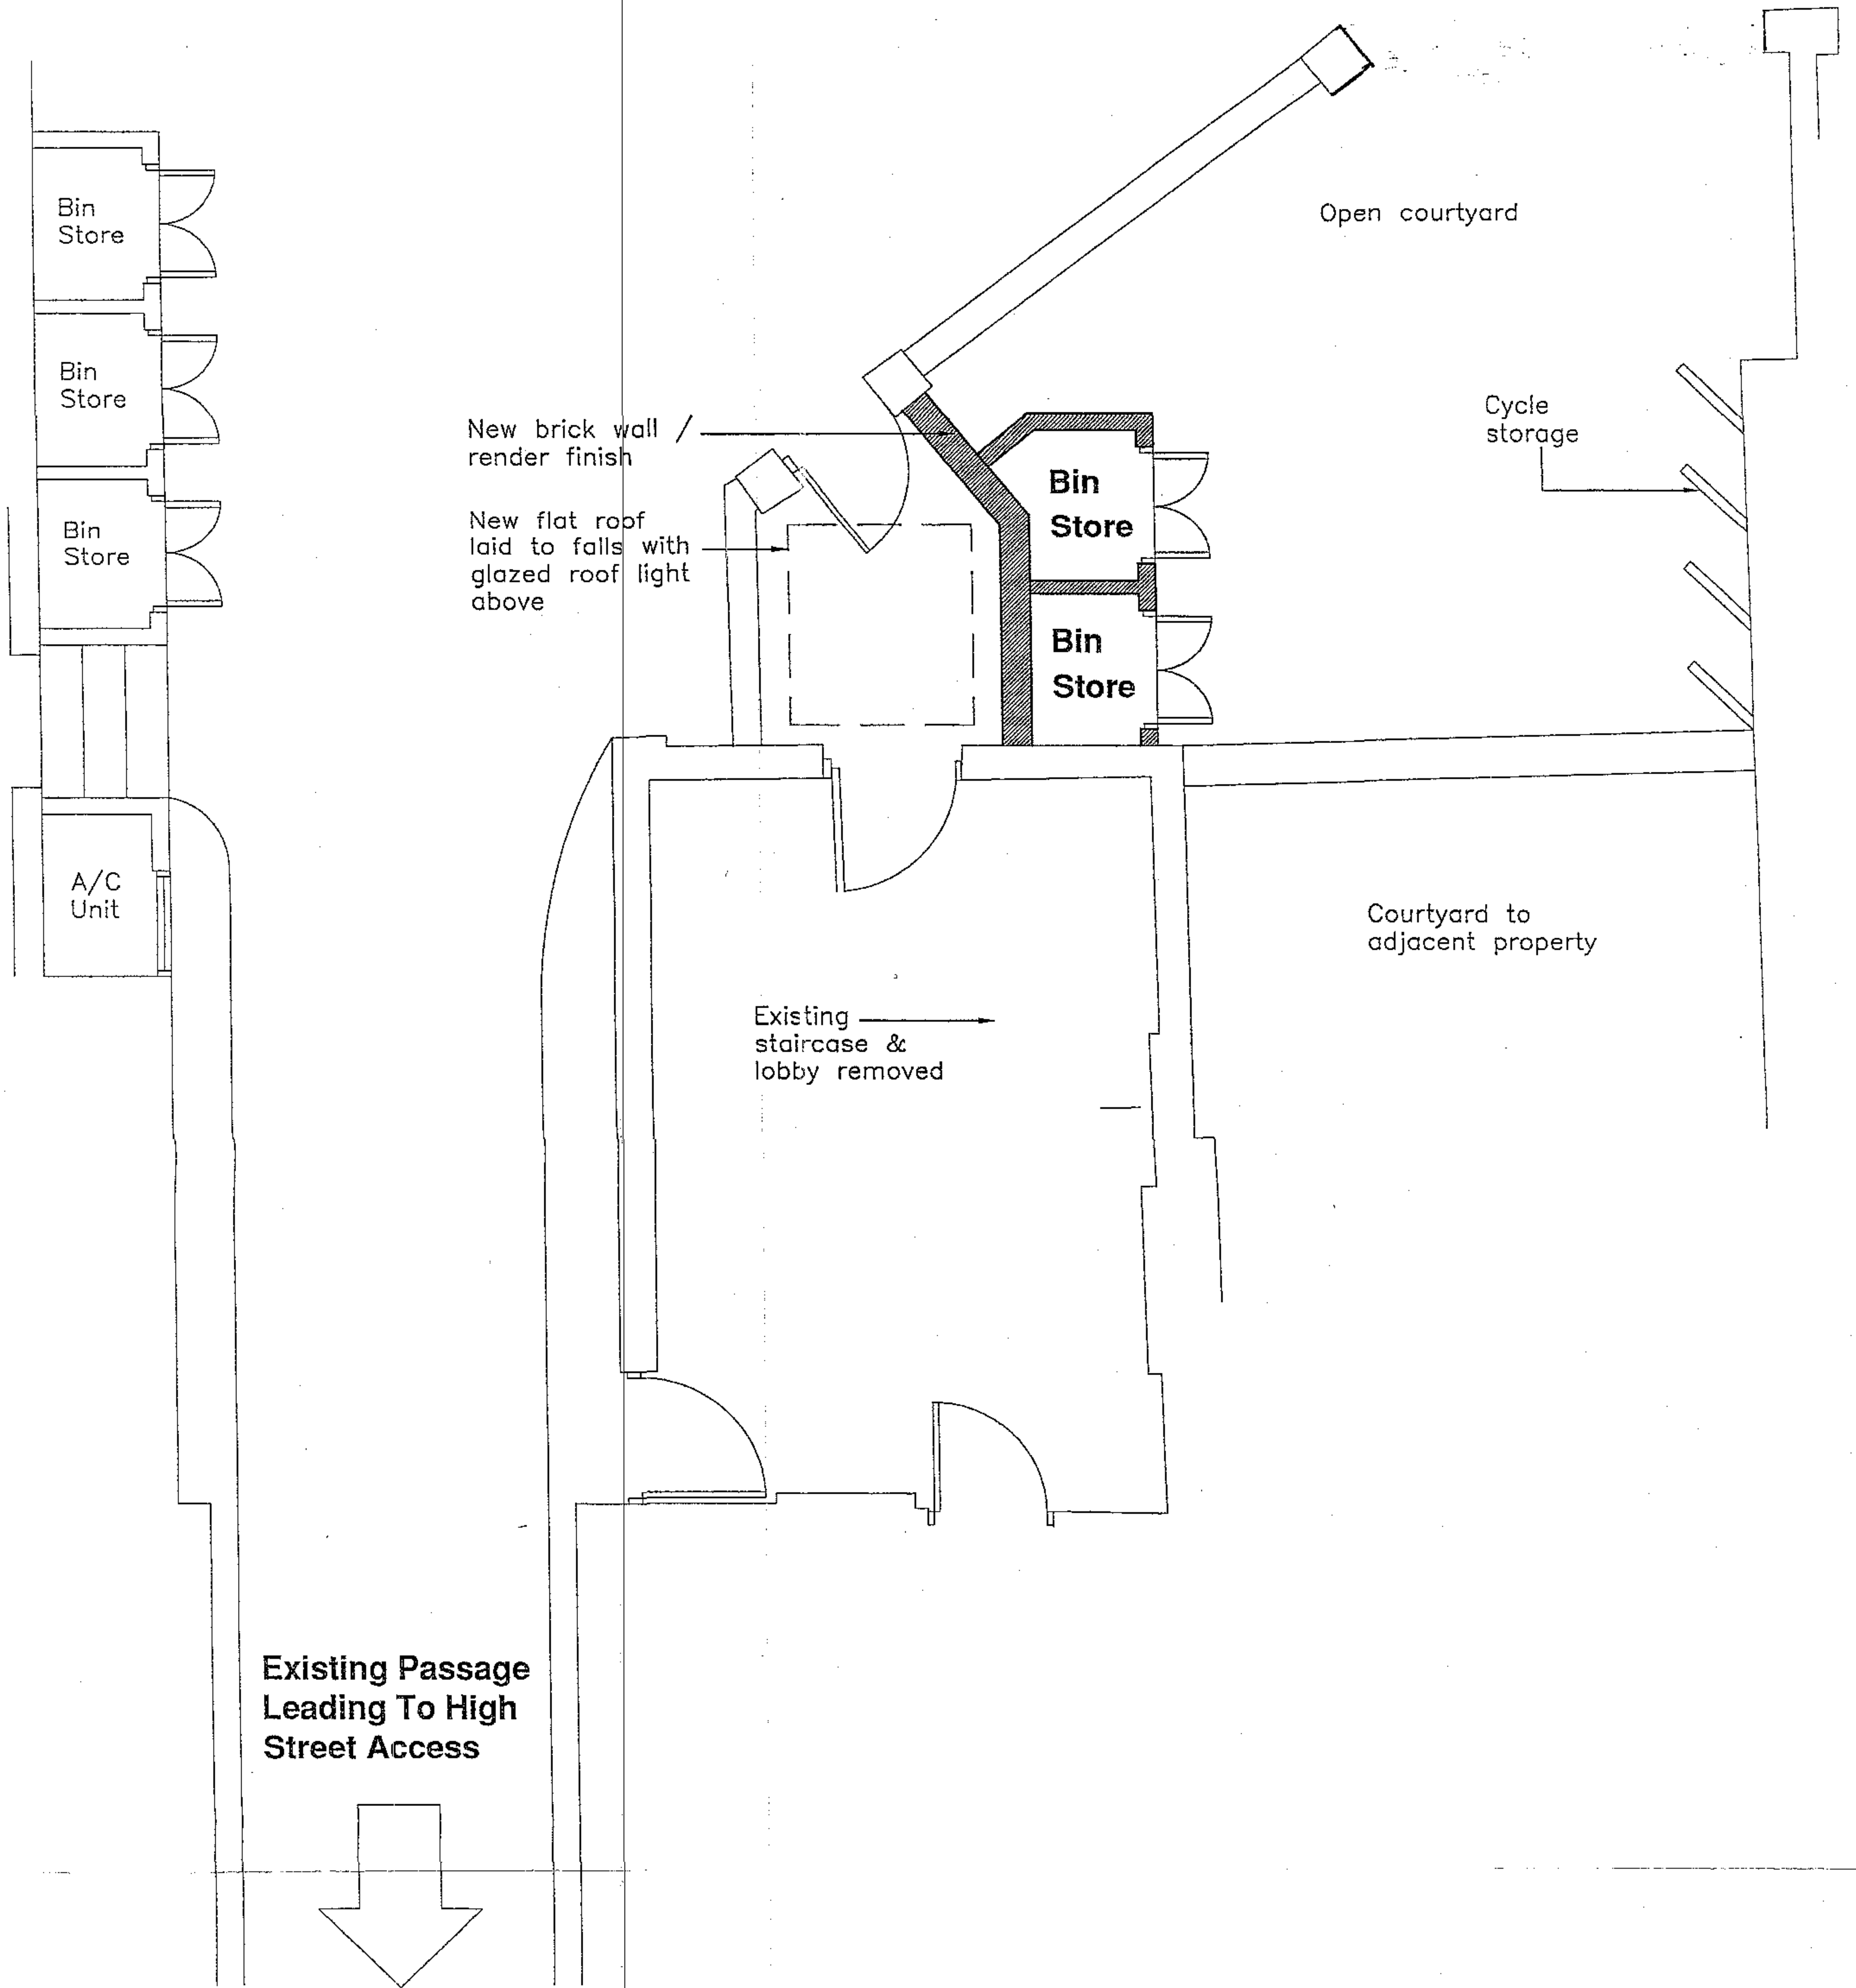 Bin
Store
Open courtyard
Bin
Store
New brick wall /
render finish
Cycle
storage
Bin
Store
New flat roof
laid to falls with
glazed roof light
above
Bin
Store
Bin
Store
A/C
Unit
Courtyard to
adjacent property
Existing
staircase &
lobby removed
Existing Passage
Leading To High
Street Access